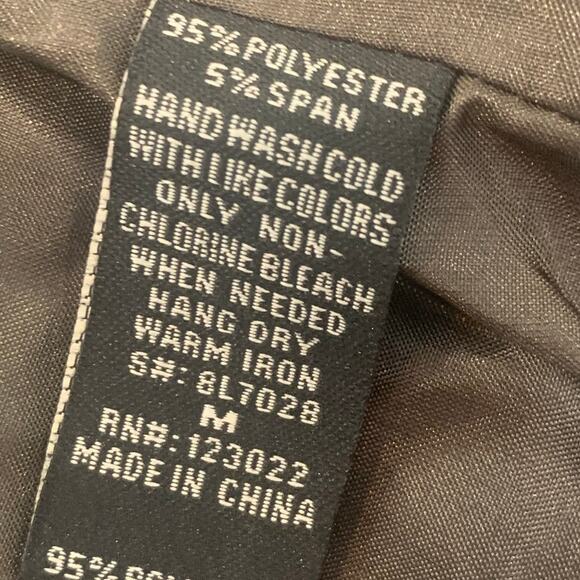 95% POLYESTER
5% SPAN
HAND WASH COLD
WITH LIKE COLORS
ONLY NON-
CHLORINE BLEACH
WHEN NEEDED
HANG DRY
WARM IRON
S#: 8L7028
M
RN#: 123022
MADE IN CHINA
95%